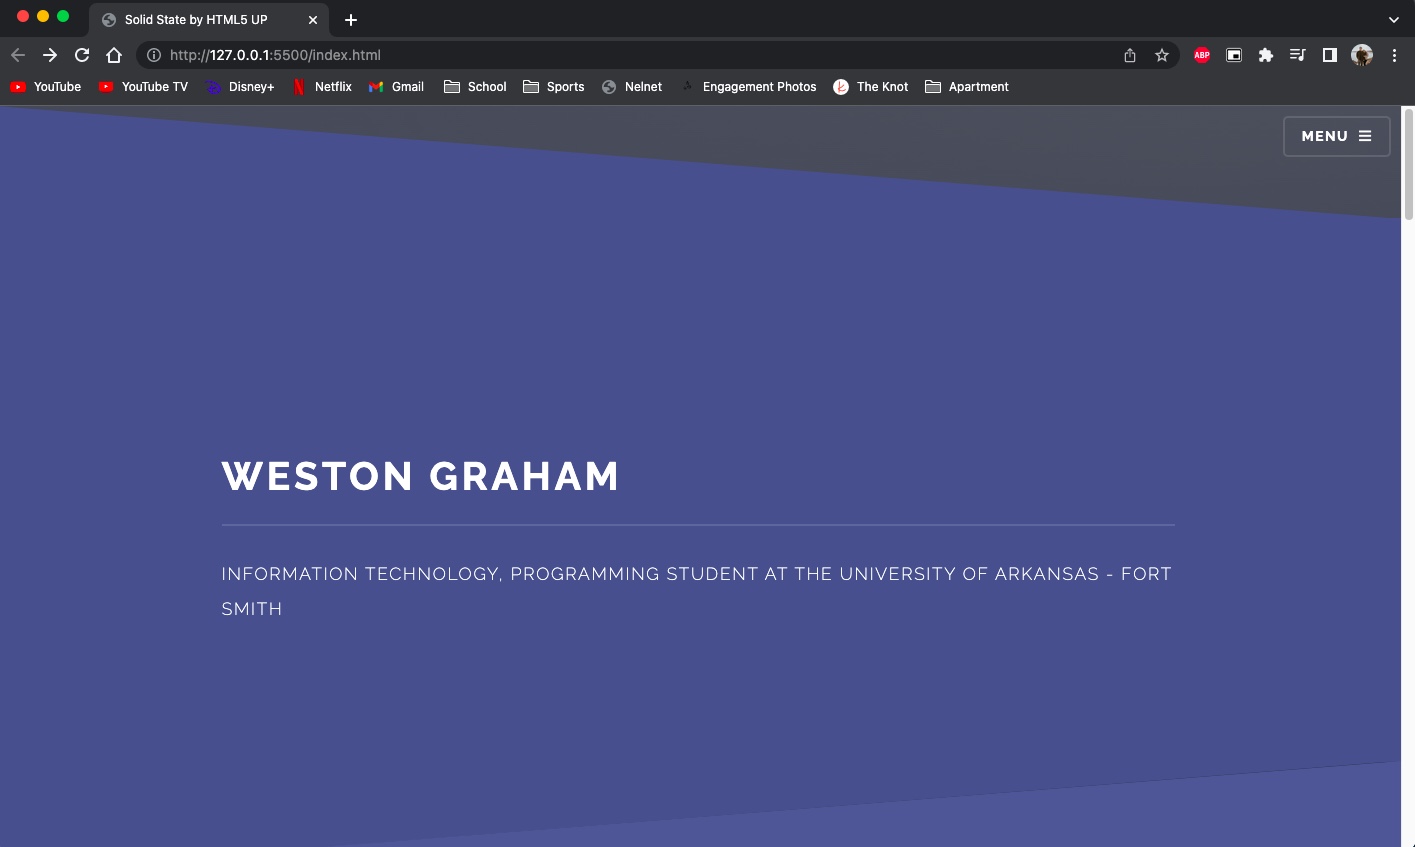 Solid State by HTML5 UP
http://127.0.0.1:5500/index.html
ABP
YouTube YouTube TV Disney+ Netflix Gmail School Sports Nelnet Engagement Photos The Knot Apartment
MENU
WESTON GRAHAM
INFORMATION TECHNOLOGY, PROGRAMMING STUDENT AT THE UNIVERSITY OF ARKANSAS - FORT
SMITH